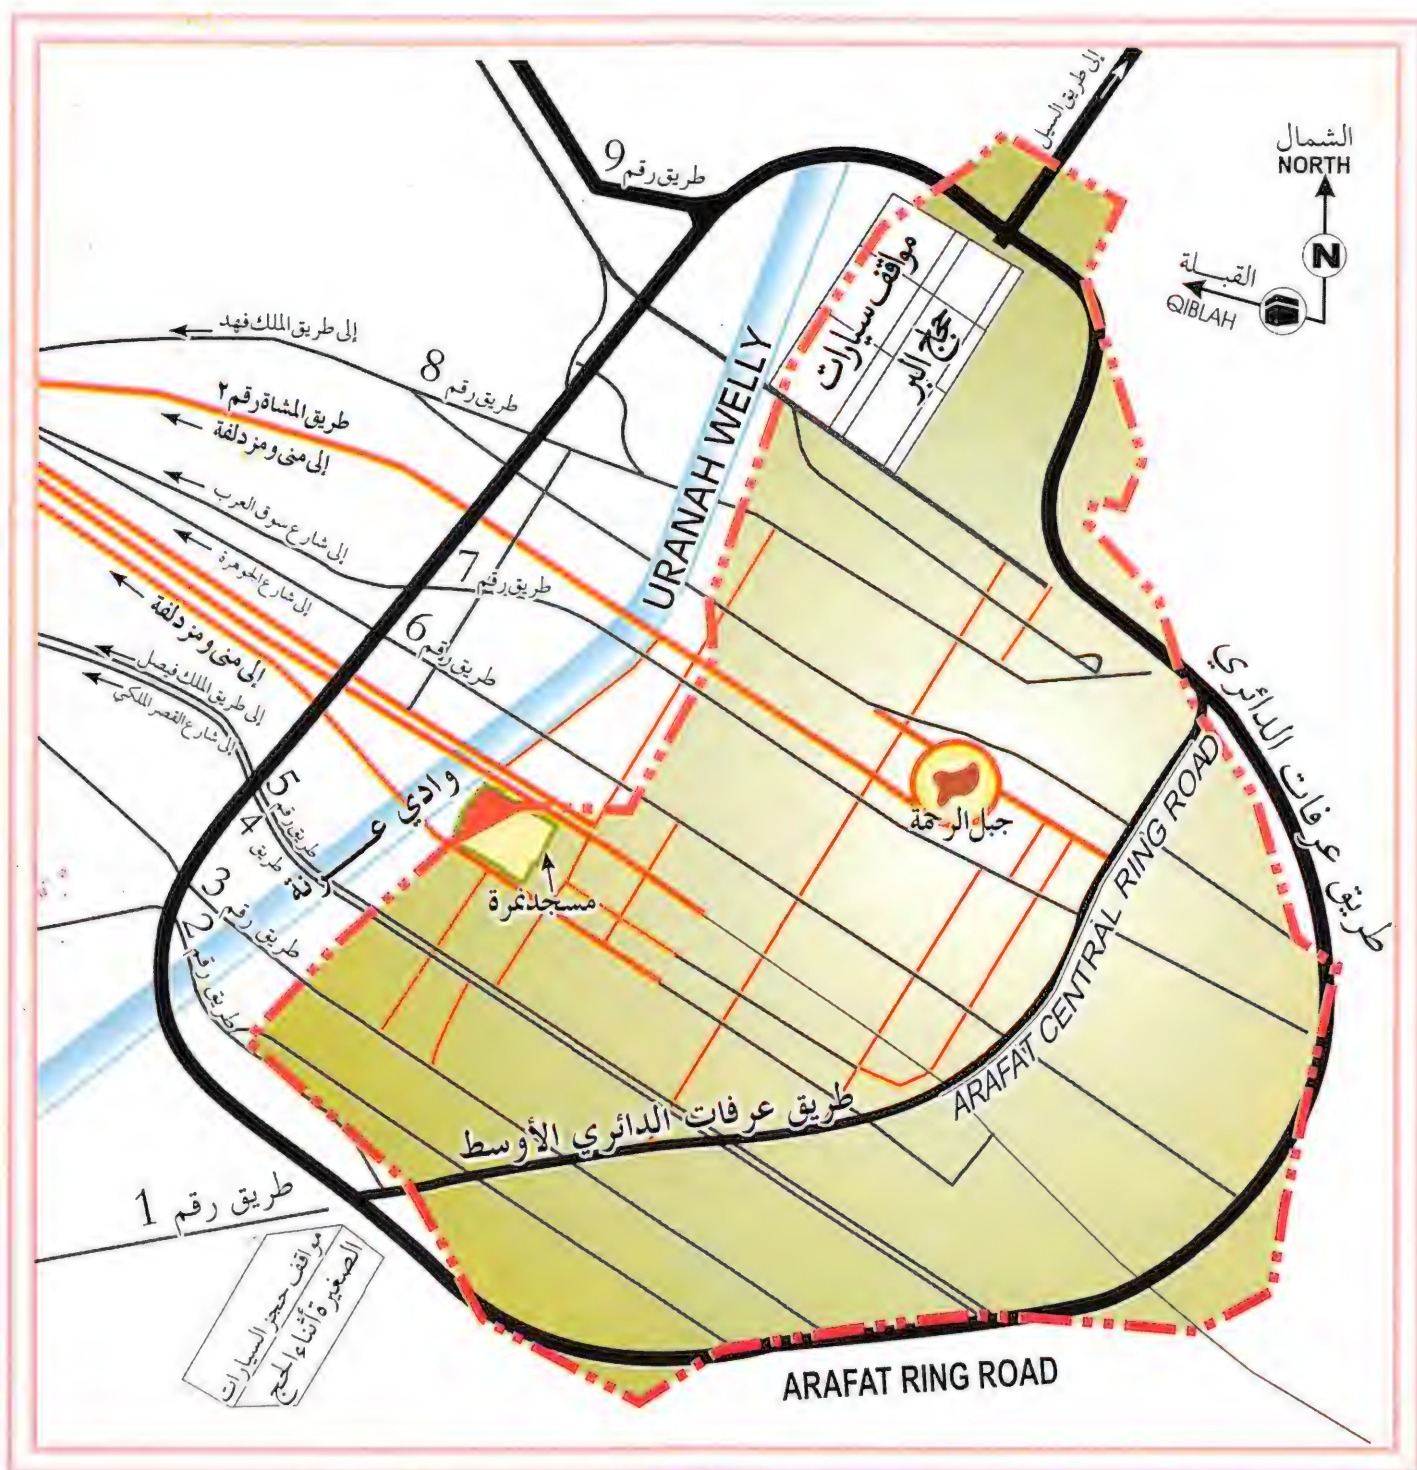 إلى طريق السيل
الشمال
NORTH
N
القبلة
QIBLAH
طريق رقم 9
مواقف سيارات
حجاج البر
إلى طريق الملك فهد
طريق رقم 8
طريق المشاة رقم ٢
إلى منى ومزدلفة
URANAH WELLY
إلى شارع سوق العرب
طريق رقم 7
إلى شارع الجوهرة
طريق رقم 6
إلى منى ومزدلفة
إلى طريق الملك فيصل
إلى شارع القصر الملكي
طريق رقم 5
طريق 4
طريق رقم 3
طريق رقم 2
وادي عرنة
مسجد نمرة
جبل الرحمة
طريق عرفات الدائري
ARAFAT CENTRAL RING ROAD
طريق عرفات الدائري الأوسط
طريق رقم 1
مواقف حجز السيارات
الصغيرة أثناء الحج
ARAFAT RING ROAD